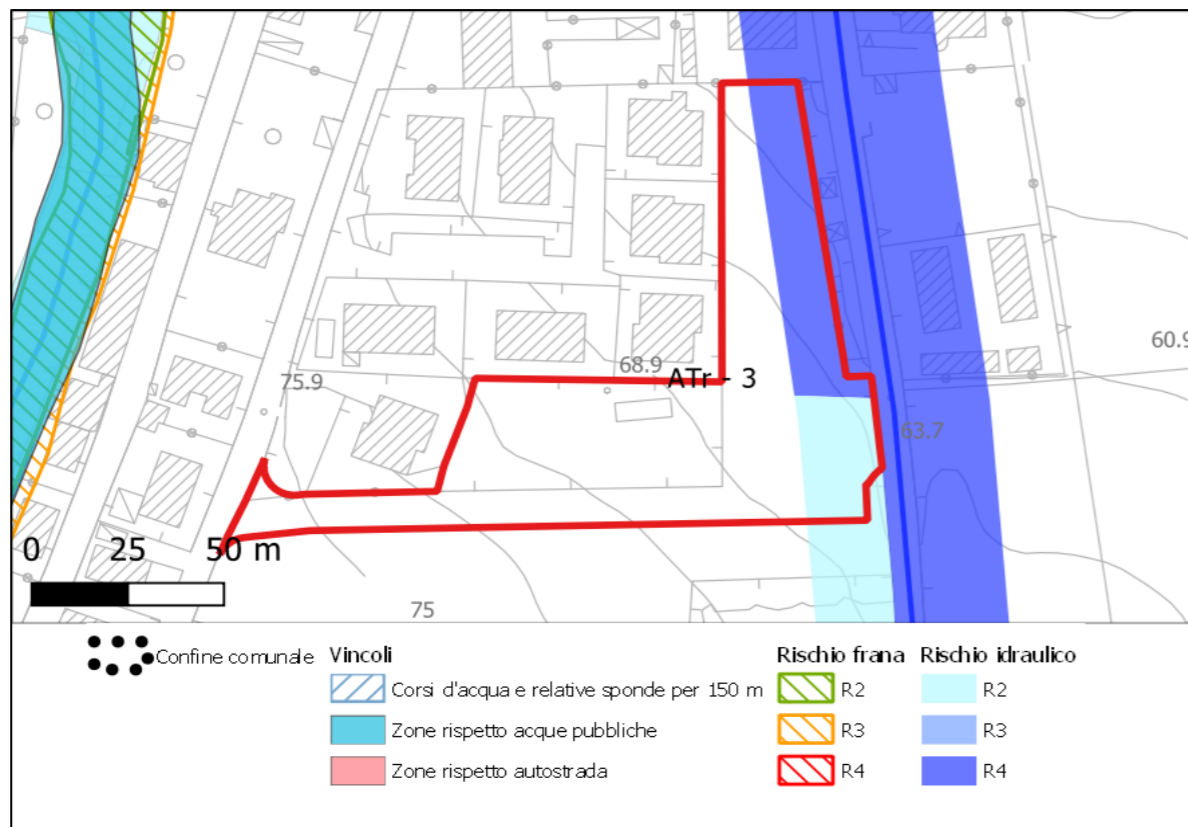 68.9
ATr - 3
75.9
60.9
63.7
0 25 50 m
75
Confine comunale
Vincoli
Corsi d'acqua e relative sponde per 150 m
Zone rispetto acque pubbliche
Zone rispetto autostrada
Rischio frana
R2
R3
R4
Rischio idraulico
R2
R3
R4